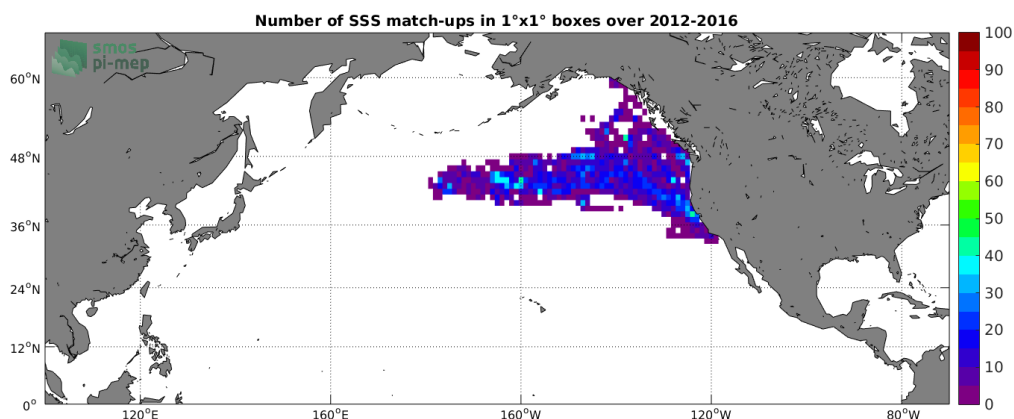 Number of SSS match-ups in 1°x1° boxes over 2012-2016
smos
pi-mep
60°N
48°N
36°N
24°N
12°N
0°
120°E
160°E
160°W
120°W
80°W
100
90
80
70
60
50
40
30
20
10
0